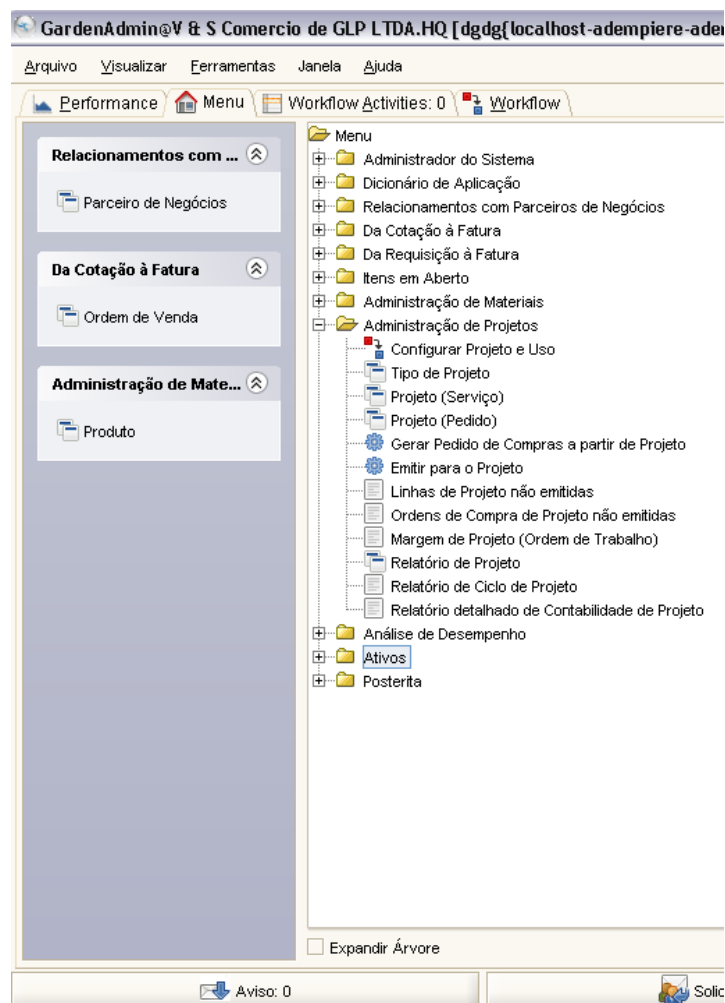 GardenAdmin@V & S Comercio de GLP LTDA.HQ [dgdg{localhost-adempiere-ader
Arquivo Visualizar Ferramentas Janela Ajuda
Performance Menu Workflow Activities: 0 Workflow
Relacionamentos com ...
Parceiro de Negócios
Da Cotação à Fatura
Ordem de Venda
Administração de Mate...
Produto
Menu
Administrador do Sistema
Dicionário de Aplicação
Relacionamentos com Parceiros de Negócios
Da Cotação à Fatura
Da Requisição à Fatura
Itens em Aberto
Administração de Materiais
Administração de Projetos
Configurar Projeto e Uso
Tipo de Projeto
Projeto (Serviço)
Projeto (Pedido)
Gerar Pedido de Compras a partir de Projeto
Emitir para o Projeto
Linhas de Projeto não emitidas
Ordens de Compra de Projeto não emitidas
Margem de Projeto (Ordem de Trabalho)
Relatório de Projeto
Relatório de Ciclo de Projeto
Relatório detalhado de Contabilidade de Projeto
Análise de Desempenho
Ativos
Posterita
Expandir Árvore
Aviso: 0
Solic